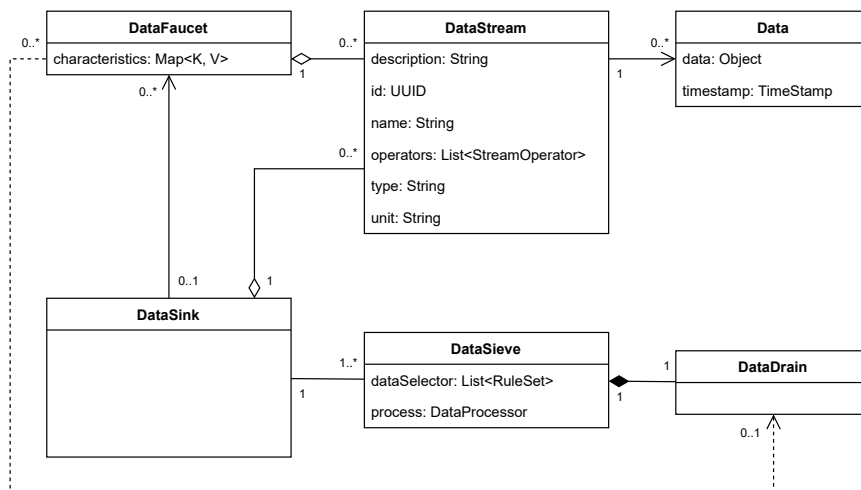 DataFaucet
DataStream
Data
0..*
characteristics: Map<K, V>
0..*
1
description: String
0..*
1
data: Object
id: UUID
timestamp: TimeStamp
0..*
name: String
0..*
operators: List<StreamOperator>
type: String
unit: String
0..1
1
DataSink
DataSieve
1..*
1
dataSelector: List<RuleSet>
1
1
DataDrain
process: DataProcessor
0..1